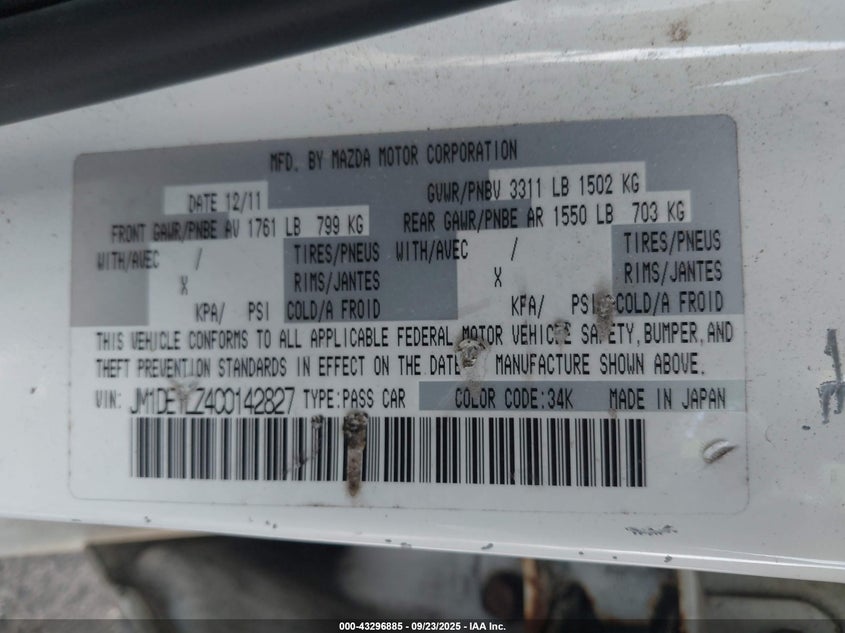 MFD. BY MAZDA MOTOR CORPORATION
DATE 12/11 GVWR/PNBV 3311 LB 1502 KG
FRONT GAWR/PNBE AV 1761 LB 799 KG REAR GAWR/PNBE AR 1550 LB 703 KG
WITH/AVEC / TIRES/PNEUS WITH/AVEC / TIRES/PNEUS
X RIMS/JANTES X RIMS/JANTES
KPA/ PSI COLD/A FROID KPA/ PSI COLD/A FROID
THIS VEHICLE CONFORMS TO ALL APPLICABLE FEDERAL MOTOR VEHICLE SAFETY, BUMPER, AND
THEFT PREVENTION STANDARDS IN EFFECT ON THE DATE MANUFACTURE SHOWN ABOVE.
VIN: TYPE:PASS CAR COLOR CODE:34K MADE IN JAPAN
000-43296885 - 09/23/2025 - IAA Inc.